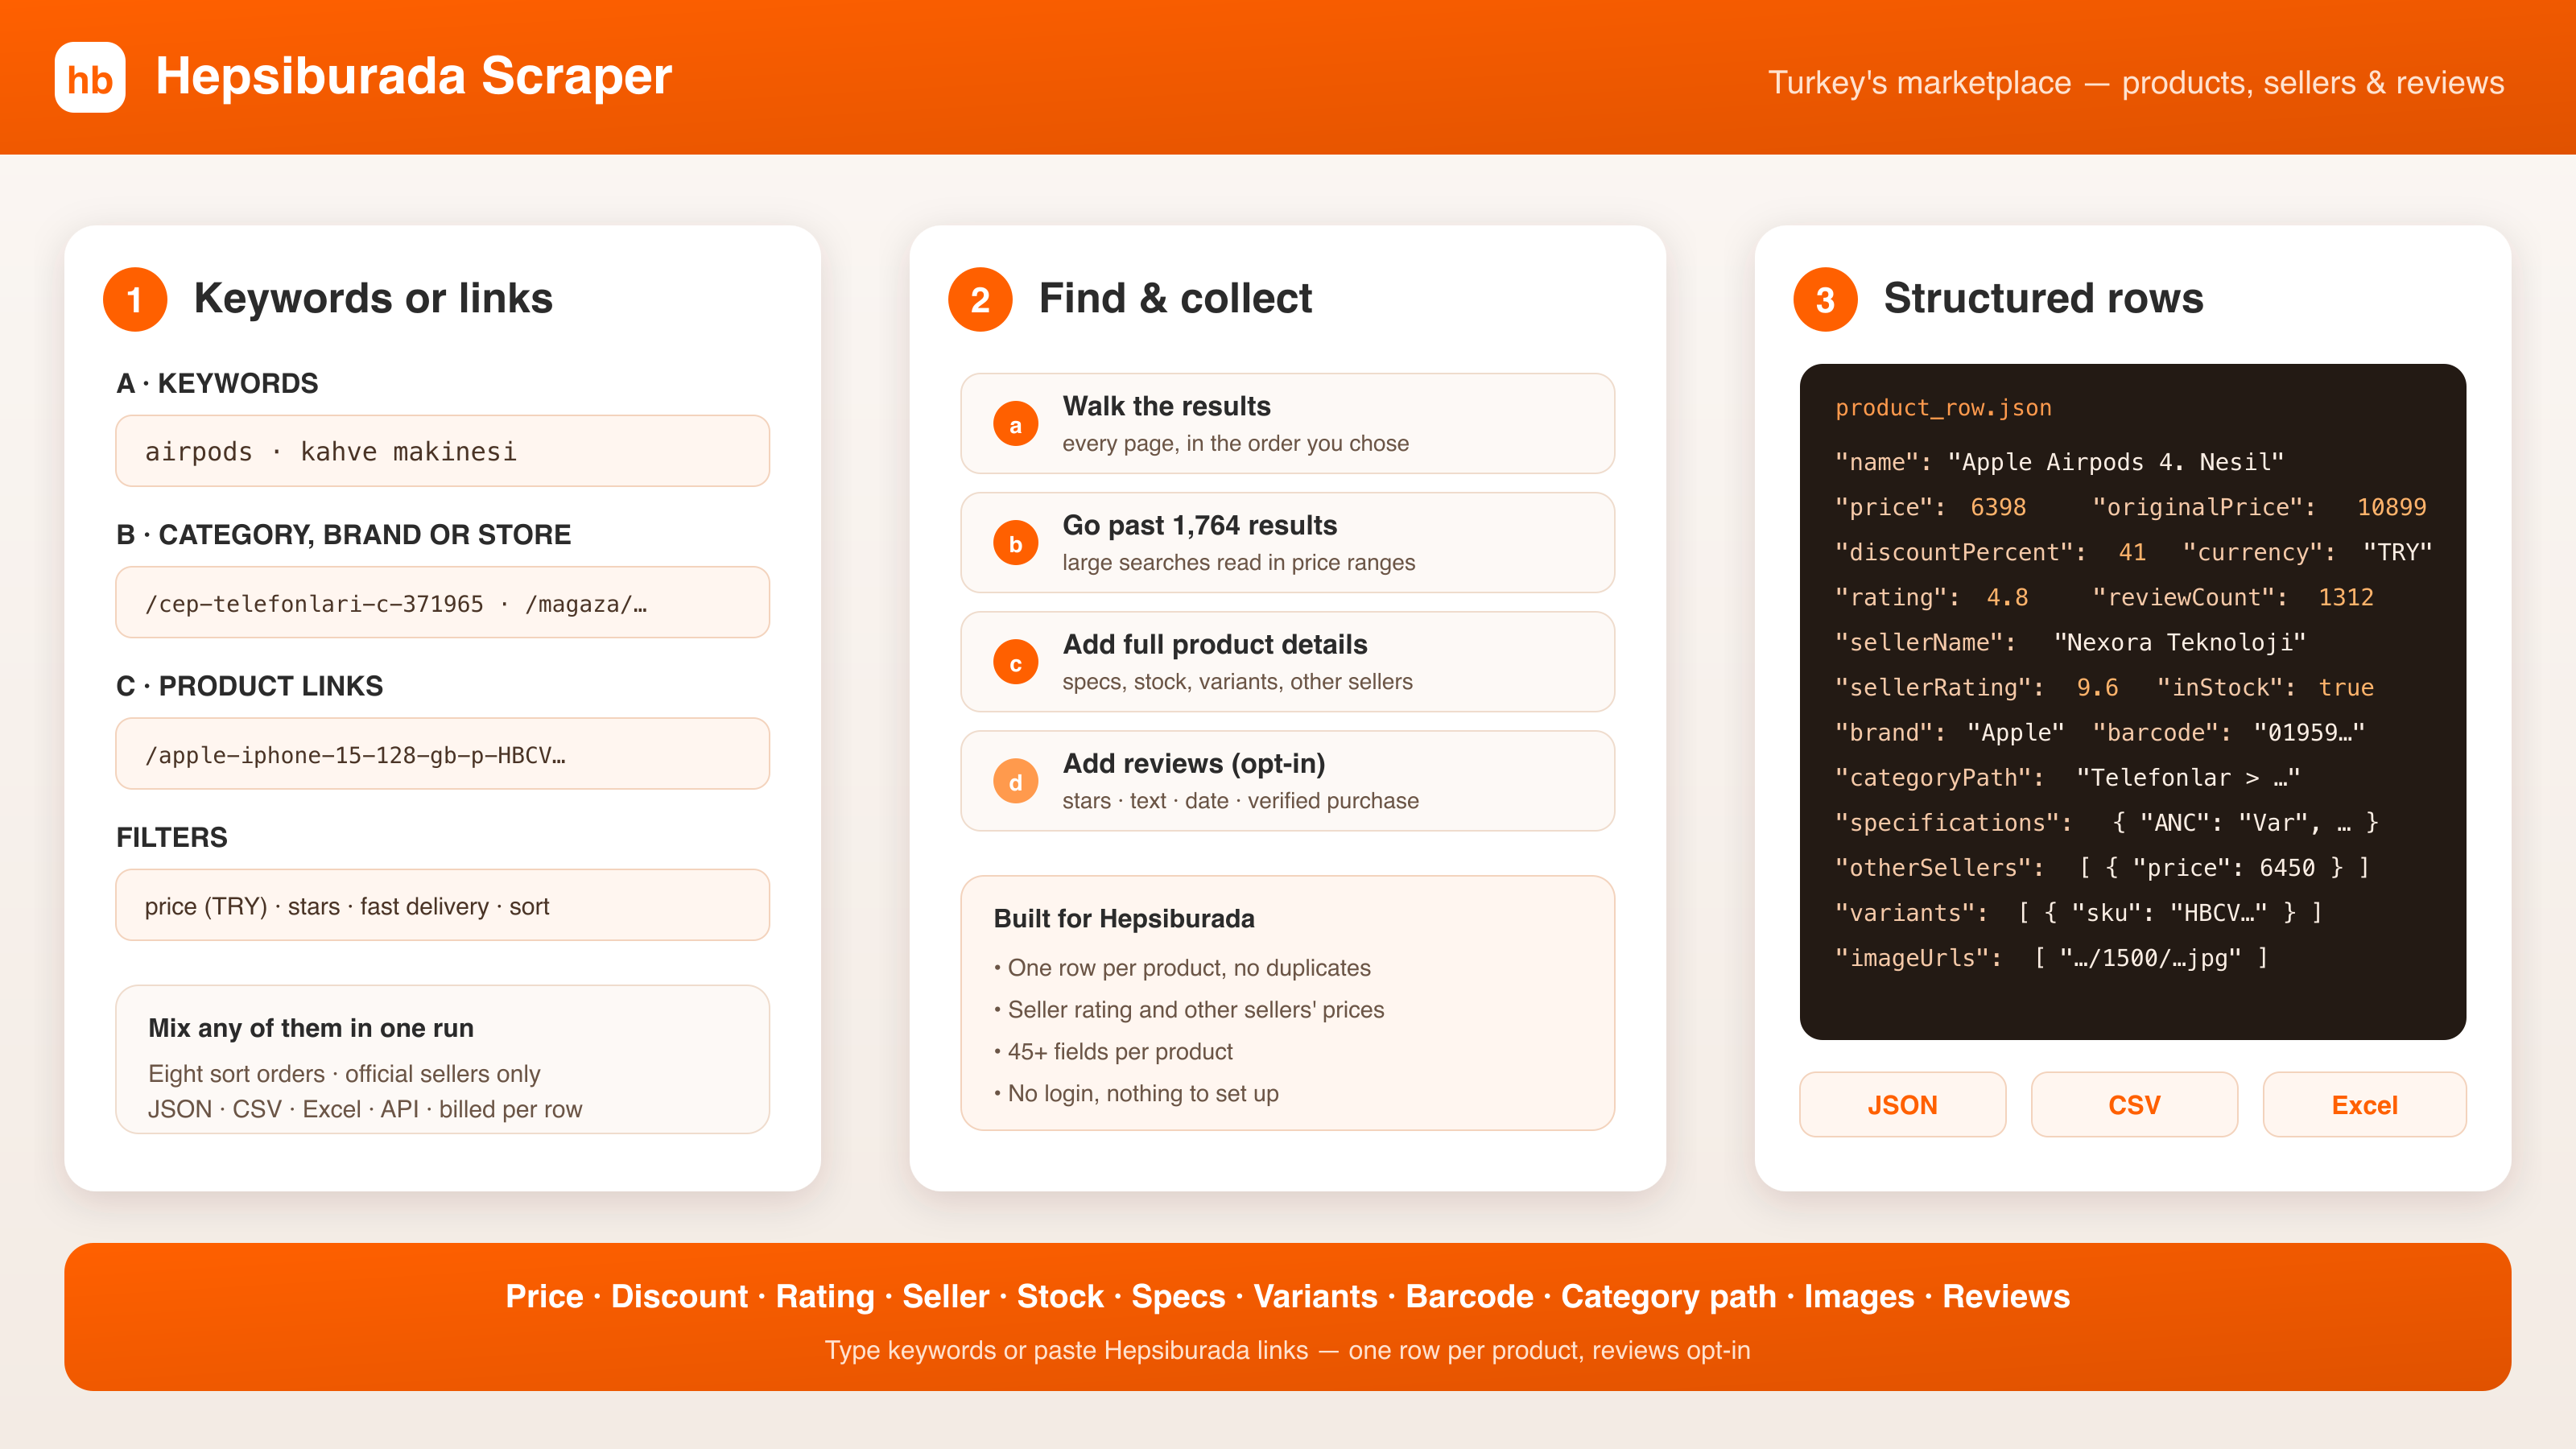 hb Hepsiburada Scraper
Turkey's marketplace — products, sellers & reviews
1 Keywords or links
A · KEYWORDS
airpods · kahve makinesi
B · CATEGORY, BRAND OR STORE
/cep-telefonlari-c-371965 · /magaza/…
C · PRODUCT LINKS
/apple-iphone-15-128-gb-p-HBCV…
FILTERS
price (TRY) · stars · fast delivery · sort
Mix any of them in one run
Eight sort orders · official sellers only
JSON · CSV · Excel · API · billed per row
2 Find & collect
a Walk the results
every page, in the order you chose
b Go past 1,764 results
large searches read in price ranges
c Add full product details
specs, stock, variants, other sellers
d Add reviews (opt-in)
stars · text · date · verified purchase
Built for Hepsiburada
• One row per product, no duplicates
• Seller rating and other sellers' prices
• 45+ fields per product
• No login, nothing to set up
3 Structured rows
product_row.json
"name": "Apple Airpods 4. Nesil"
"price": 6398 "originalPrice": 10899
"discountPercent": 41 "currency": "TRY"
"rating": 4.8 "reviewCount": 1312
"sellerName": "Nexora Teknoloji"
"sellerRating": 9.6 "inStock": true
"brand": "Apple" "barcode": "01959…"
"categoryPath": "Telefonlar > …"
"specifications": { "ANC": "Var", … }
"otherSellers": [ { "price": 6450 } ]
"variants": [ { "sku": "HBCV…" } ]
"imageUrls": [ "…/1500/…jpg" ]
JSON CSV Excel
Price · Discount · Rating · Seller · Stock · Specs · Variants · Barcode · Category path · Images · Reviews
Type keywords or paste Hepsiburada links — one row per product, reviews opt-in